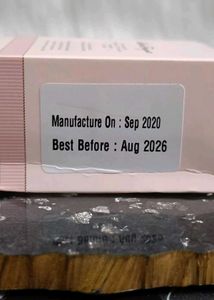 Manufacture On : Sep 2020
Best Before : Aug 2026